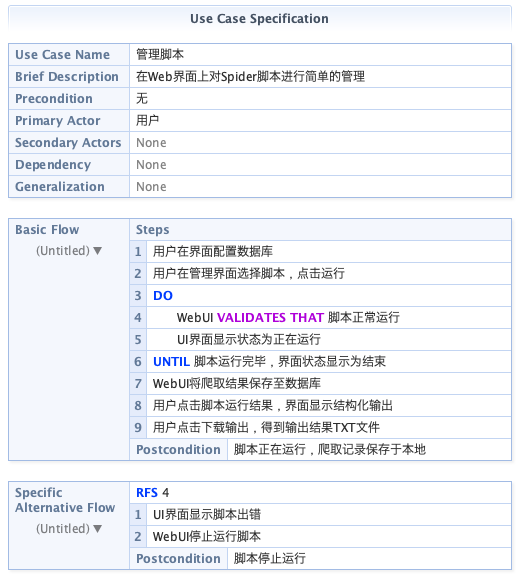 Use Case Specification
Use Case Name 管理脚本
Brief Description 在Web界面上对Spider脚本进行简单的管理
Precondition 无
Primary Actor 用户
Secondary Actors None
Dependency None
Generalization None
Basic Flow Steps
(Untitled) ▼
1 用户在界面配置数据库
2 用户在管理界面选择脚本，点击运行
3 DO
4 WebUI VALIDATES THAT 脚本正常运行
5 UI界面显示状态为正在运行
6 UNTIL 脚本运行完毕，界面状态显示为结束
7 WebUI将爬取结果保存至数据库
8 用户点击脚本运行结果，界面显示结构化输出
9 用户点击下载输出，得到输出结果TXT文件
Postcondition 脚本正在运行，爬取记录保存于本地
Specific
Alternative Flow
(Untitled) ▼
RFS 4
1 UI界面显示脚本出错
2 WebUI停止运行脚本
Postcondition 脚本停止运行